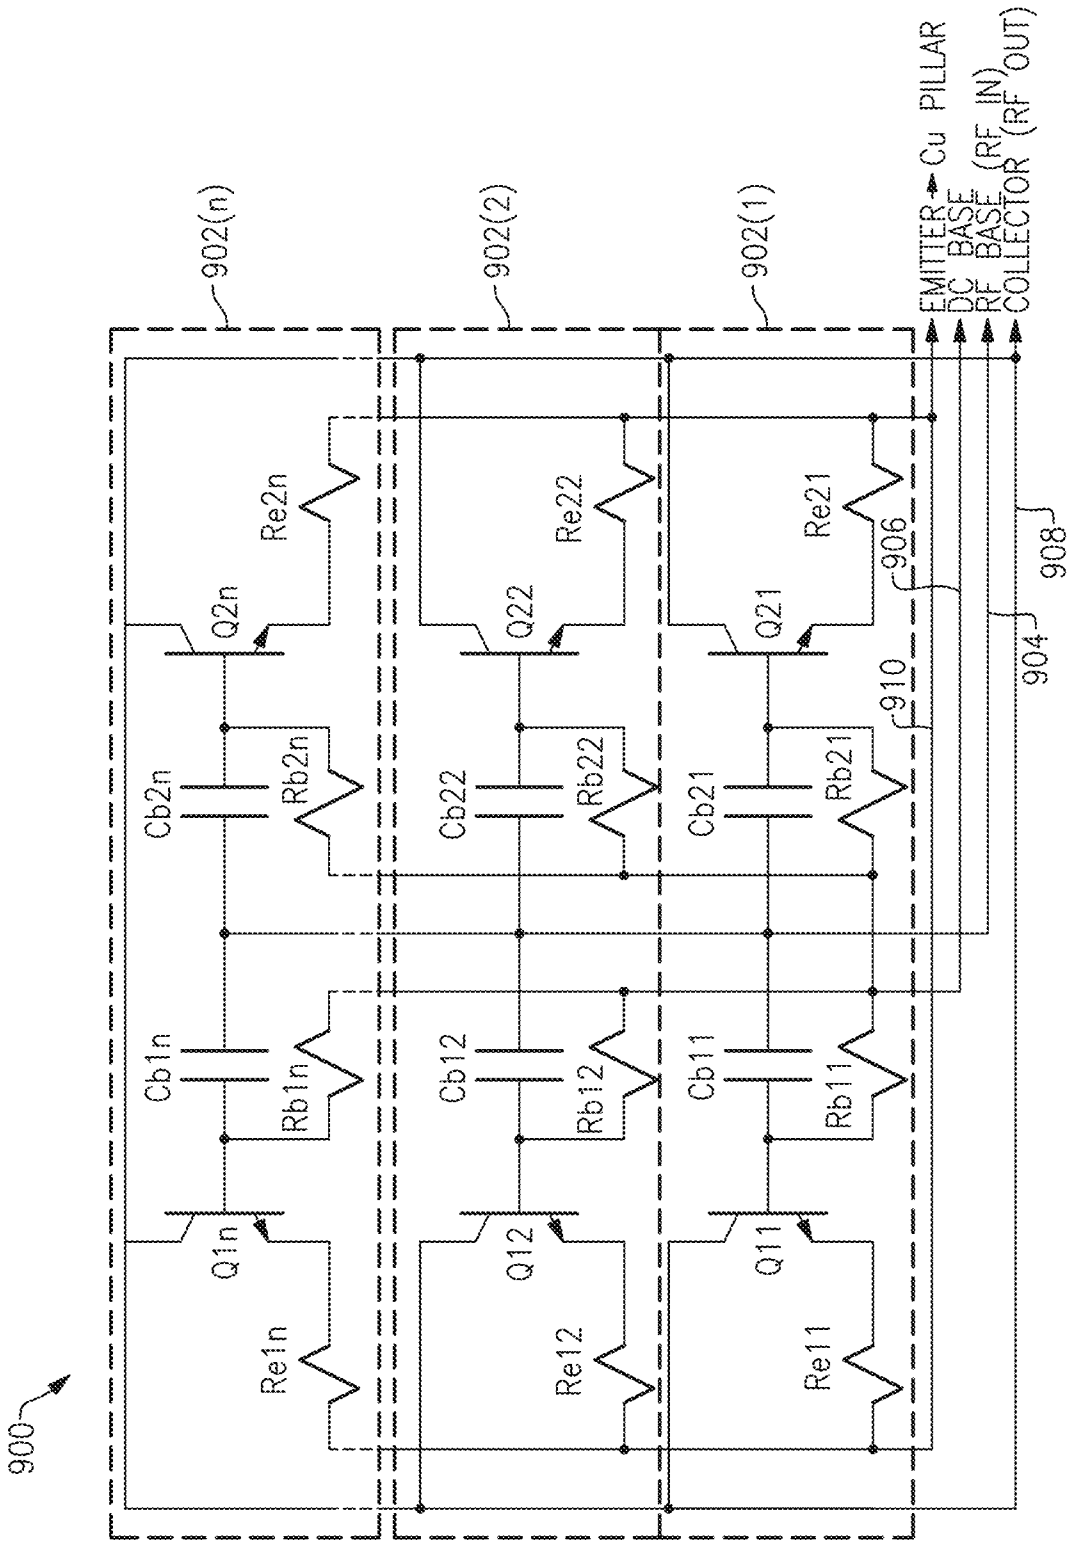 900
902(n)
902(2)
902(1)
Re1n
Q1n
Cb1n
Rb1n
Cb2n
Rb2n
Q2n
Re2n
Re12
Q12
Cb12
Rb12
Cb22
Rb22
Q22
Re22
Re11
Q11
Cb11
Rb11
Cb21
Rb21
Q21
Re21
910
906
904
908
EMITTER Cu PILLAR
DC BASE
RF BASE (RF IN)
COLLECTOR (RF OUT)